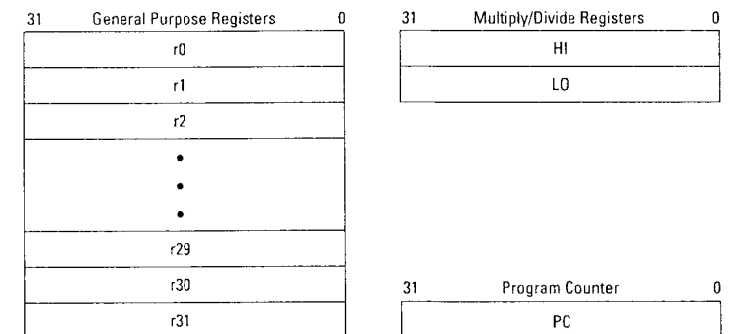 31 General Purpose Registers 0
r0
r1
r2
r29
r30
r31
31 Multiply/Divide Registers 0
HI
LO
31 Program Counter 0
PC